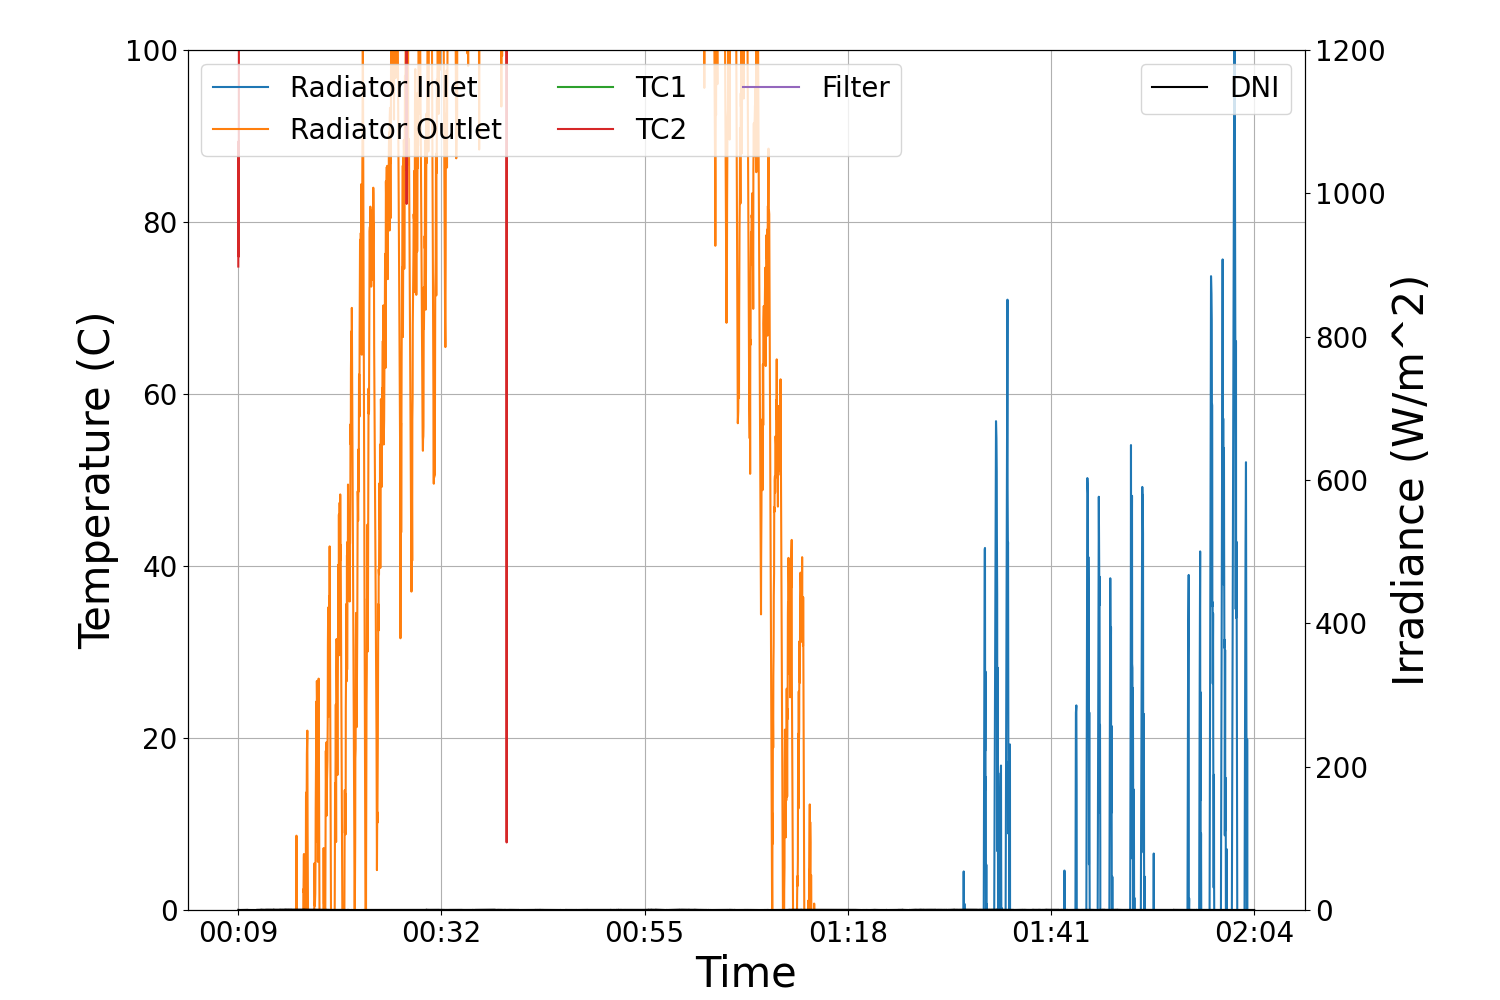 100
80
60
40
20
0
Temperature (C)
Radiator Inlet
Radiator Outlet
TC1
TC2
Filter
DNI
1200
1000
800
600
400
200
0
Irradiance (W/m^2)
00:09 00:32 00:55 01:18 01:41 02:04
Time